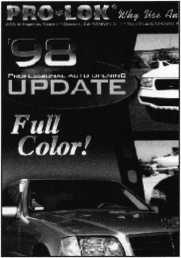 PRO-LOK® Why Use An
'98
PROFESSIONAL AUTO OPENING
UPDATE
Full
Color!